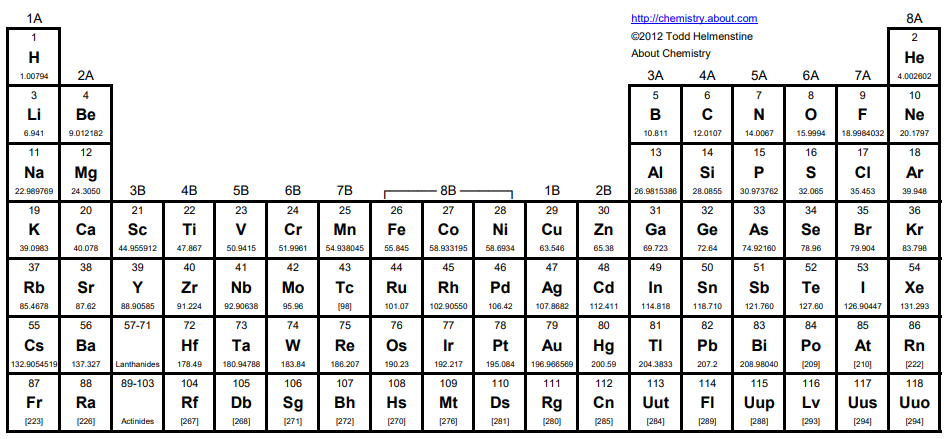 1A http://chemistry.about.com 8A
1 ©2012 Todd Helmenstine 2
H About Chemistry He
1.00794 2A 3A 4A 5A 6A 7A 4.002602
3 4 5 6 7 8 9 10
Li Be B C N O F Ne
6.941 9.012182 10.811 12.0107 14.0067 15.9994 18.9984032 20.1797
11 12 13 14 15 16 17 18
Na Mg Al Si P S Cl Ar
22.989769 24.3050 3B 4B 5B 6B 7B 8B 1B 2B 26.9815386 28.0855 30.973762 32.065 35.453 39.948
19 20 21 22 23 24 25 26 27 28 29 30 31 32 33 34 35 36
K Ca Sc Ti V Cr Mn Fe Co Ni Cu Zn Ga Ge As Se Br Kr
39.0983 40.078 44.955912 47.867 50.9415 51.9961 54.938045 55.845 58.933195 58.6934 63.546 65.38 69.723 72.64 74.92160 78.96 79.904 83.798
37 38 39 40 41 42 43 44 45 46 47 48 49 50 51 52 53 54
Rb Sr Y Zr Nb Mo Tc Ru Rh Pd Ag Cd In Sn Sb Te I Xe
85.4678 87.62 88.90585 91.224 92.90638 95.96 [98] 101.07 102.90550 106.42 107.8682 112.411 114.818 118.710 121.760 127.60 126.90447 131.293
55 56 57-71 72 73 74 75 76 77 78 79 80 81 82 83 84 85 86
Cs Ba Hf Ta W Re Os Ir Pt Au Hg Tl Pb Bi Po At Rn
132.9054519 137.327 Lanthanides 178.49 180.94788 183.84 186.207 190.23 192.217 195.084 196.966569 200.59 204.3833 207.2 208.98040 [209] [210] [222]
87 88 89-103 104 105 106 107 108 109 110 111 112 113 114 115 116 117 118
Fr Ra Rf Db Sg Bh Hs Mt Ds Rg Cn Uut Fl Uup Lv Uus Uuo
[223] [226] Actinides [267] [268] [271] [272] [270] [276] [281] [280] [285] [284] [289] [288] [293] [294] [294]